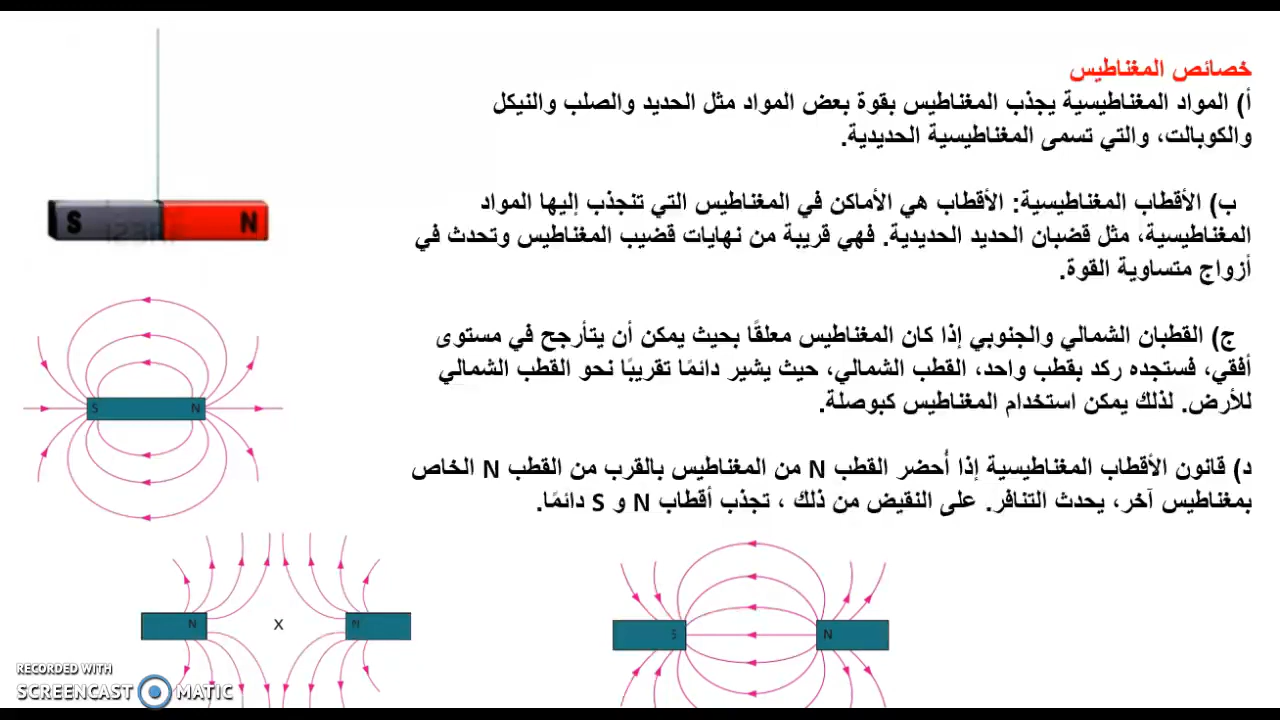 خصائص المغناطيس
أ) المواد المغناطيسية يجذب المغناطيس بقوة بعض المواد مثل الحديد والصلب والنيكل
والكوبالت، والتي تسمى المغناطيسية الحديدية.
ب) الأقطاب المغناطيسية: الأقطاب هي الأماكن في المغناطيس التي تنجذب إليها المواد
المغناطيسية، مثل قضبان الحديد الحديدية. فهي قريبة من نهايات قضيب المغناطيس وتحدث في
أزواج متساوية القوة.
ج) القطبان الشمالي والجنوبي إذا كان المغناطيس معلقًا بحيث يمكن أن يتأرجح في مستوى
أفقي، فستجده ركد بقطب واحد، القطب الشمالي، حيث يشير دائمًا تقريبًا نحو القطب الشمالي
للأرض. لذلك يمكن استخدام المغناطيس كبوصلة.
د) قانون الأقطاب المغناطيسية إذا أُحضر القطب N من المغناطيس بالقرب من القطب N الخاص
بمغناطيس آخر، يحدث التنافر. على النقيض من ذلك ، تجذب أقطاب N و S دائمًا.
S N
S N
N X N
S N
RECORDED WITH
SCREENCAST MATIC